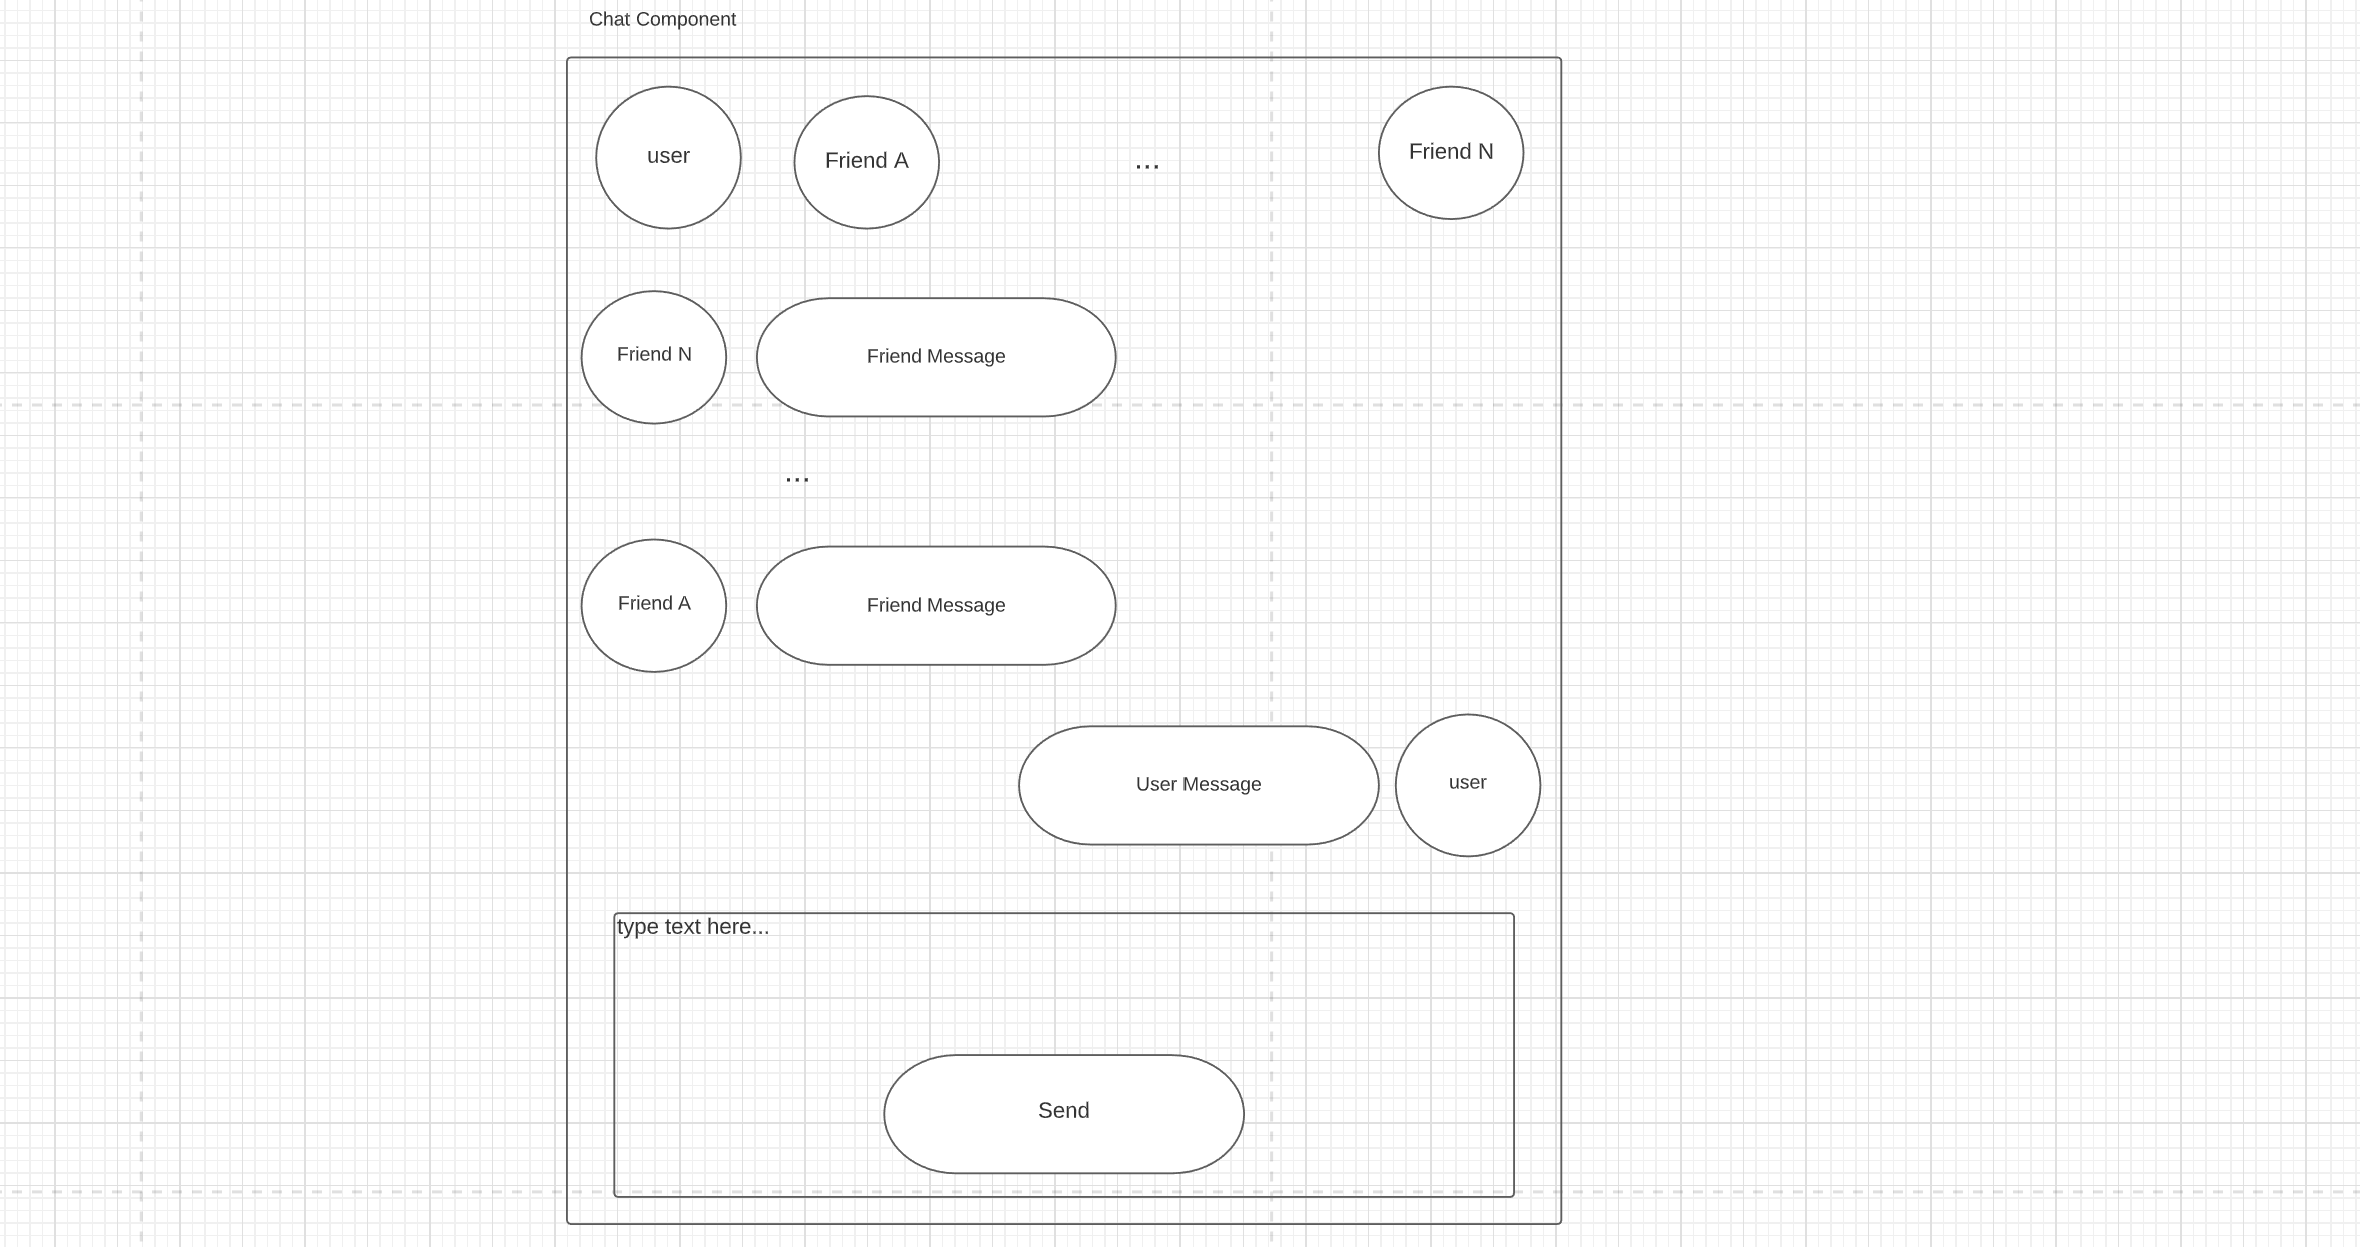 Chat Component
user
Friend A
...
Friend N
Friend N
Friend Message
...
Friend A
Friend Message
User Message
user
type text here...
Send